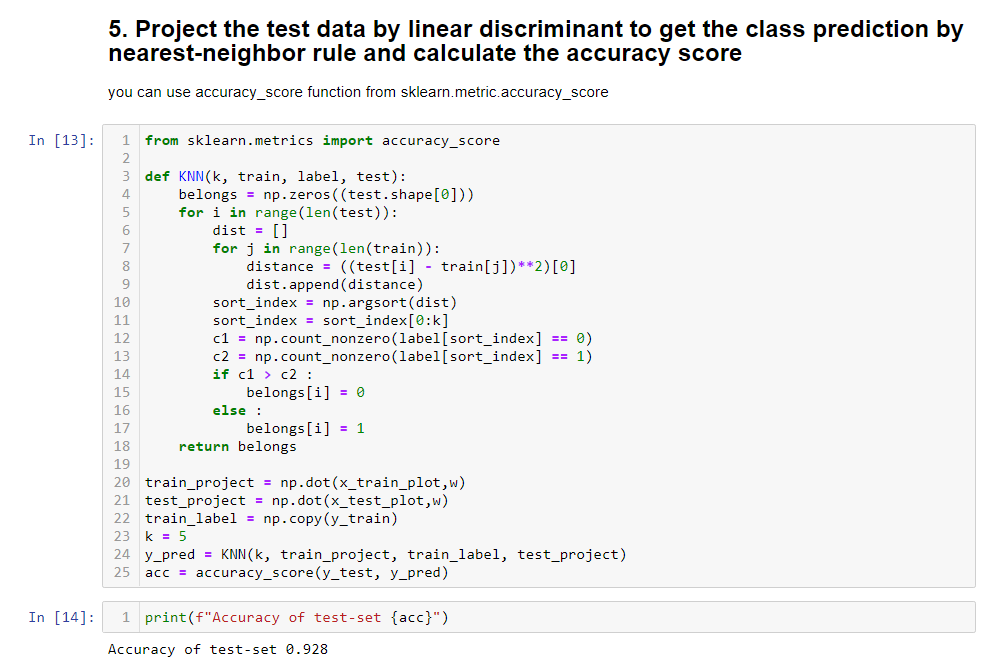 5. Project the test data by linear discriminant to get the class prediction by
nearest-neighbor rule and calculate the accuracy score
you can use accuracy_score function from sklearn.metric.accuracy_score
In [13]:
1 from sklearn.metrics import accuracy_score
2
3 def KNN(k, train, label, test):
4     belongs = np.zeros((test.shape[0]))
5     for i in range(len(test)):
6         dist = []
7         for j in range(len(train)):
8             distance = ((test[i] - train[j])**2)[0]
9             dist.append(distance)
10         sort_index = np.argsort(dist)
11         sort_index = sort_index[0:k]
12         c1 = np.count_nonzero(label[sort_index] == 0)
13         c2 = np.count_nonzero(label[sort_index] == 1)
14         if c1 > c2 :
15             belongs[i] = 0
16         else :
17             belongs[i] = 1
18     return belongs
19
20 train_project = np.dot(x_train_plot,w)
21 test_project = np.dot(x_test_plot,w)
22 train_label = np.copy(y_train)
23 k = 5
24 y_pred = KNN(k, train_project, train_label, test_project)
25 acc = accuracy_score(y_test, y_pred)
In [14]:
1 print(f"Accuracy of test-set {acc}")
Accuracy of test-set 0.928